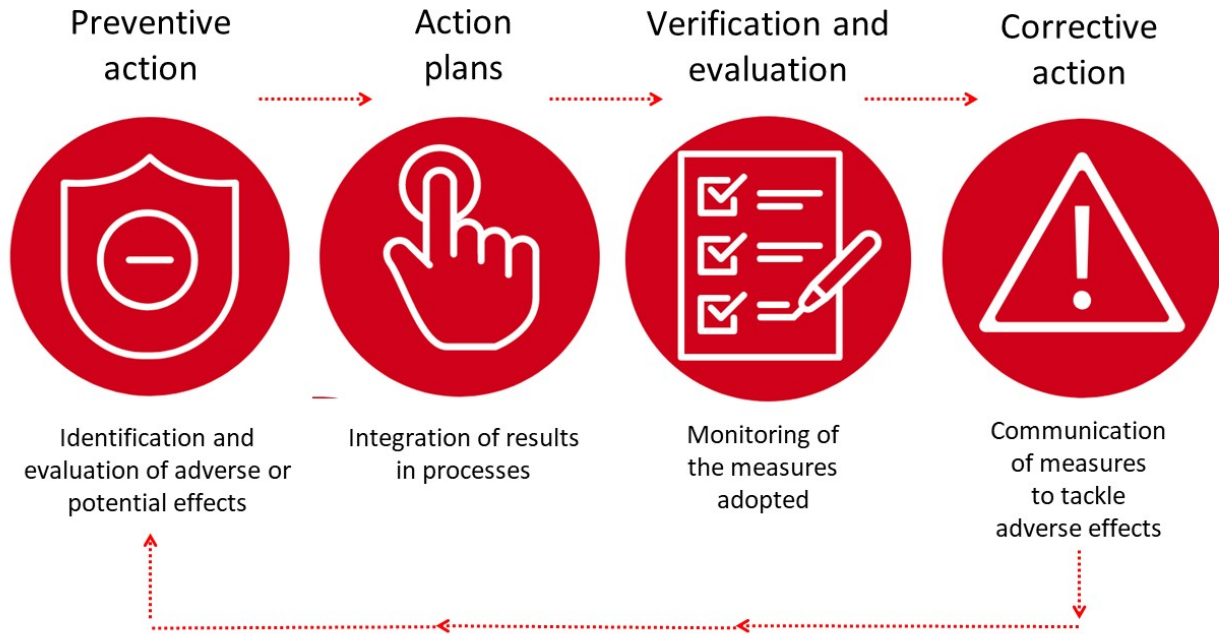 Preventive
action
Action
plans
Verification and
evaluation
Corrective
action
Identification and
evaluation of adverse or
potential effects
Integration of results
in processes
Monitoring of
the measures
adopted
Communication
of measures
to tackle
adverse effects